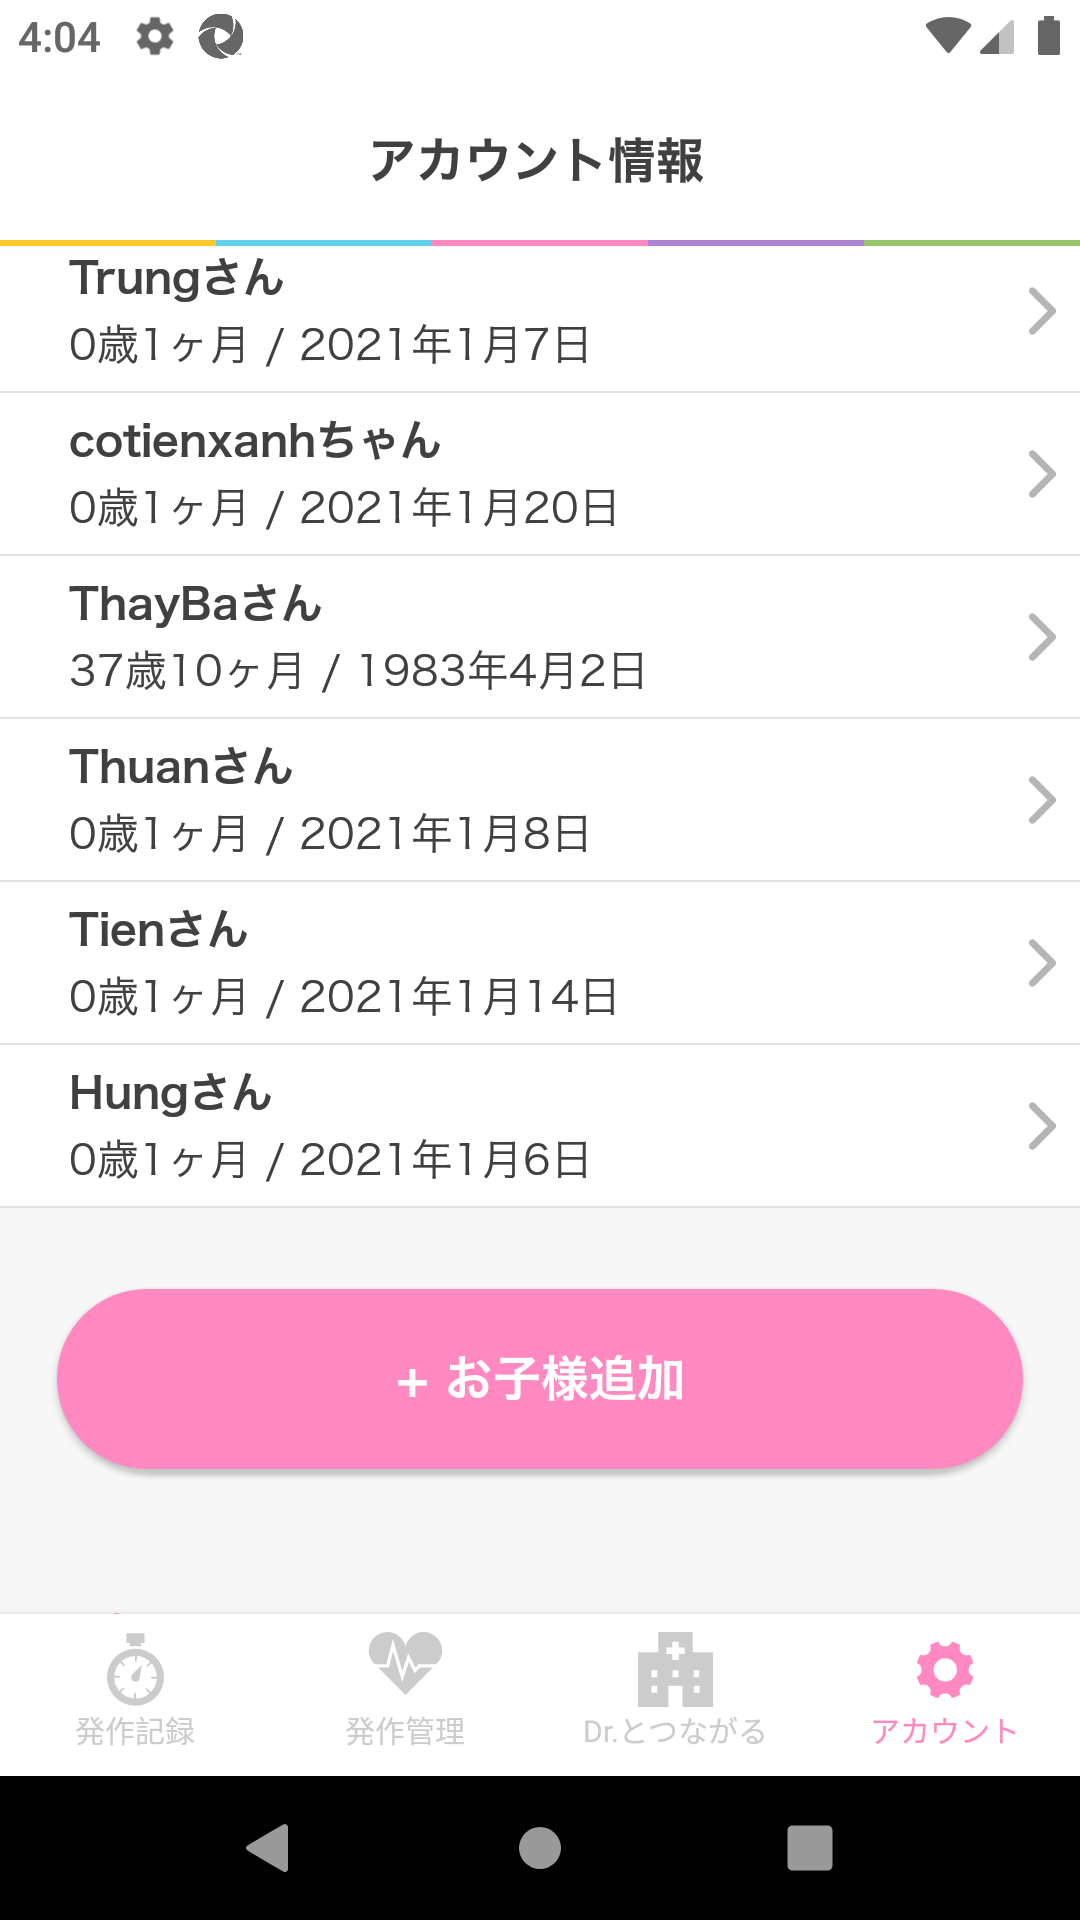 4:04
アカウント情報
Trungさん
0歳1ヶ月 / 2021年1月7日
cotienxanhちゃん
0歳1ヶ月 / 2021年1月20日
ThayBaさん
37歳10ヶ月 / 1983年4月2日
Thuanさん
0歳1ヶ月 / 2021年1月8日
Tienさん
0歳1ヶ月 / 2021年1月14日
Hungさん
0歳1ヶ月 / 2021年1月6日
+ お子様追加
発作記録 発作管理 Dr.とつながる アカウント